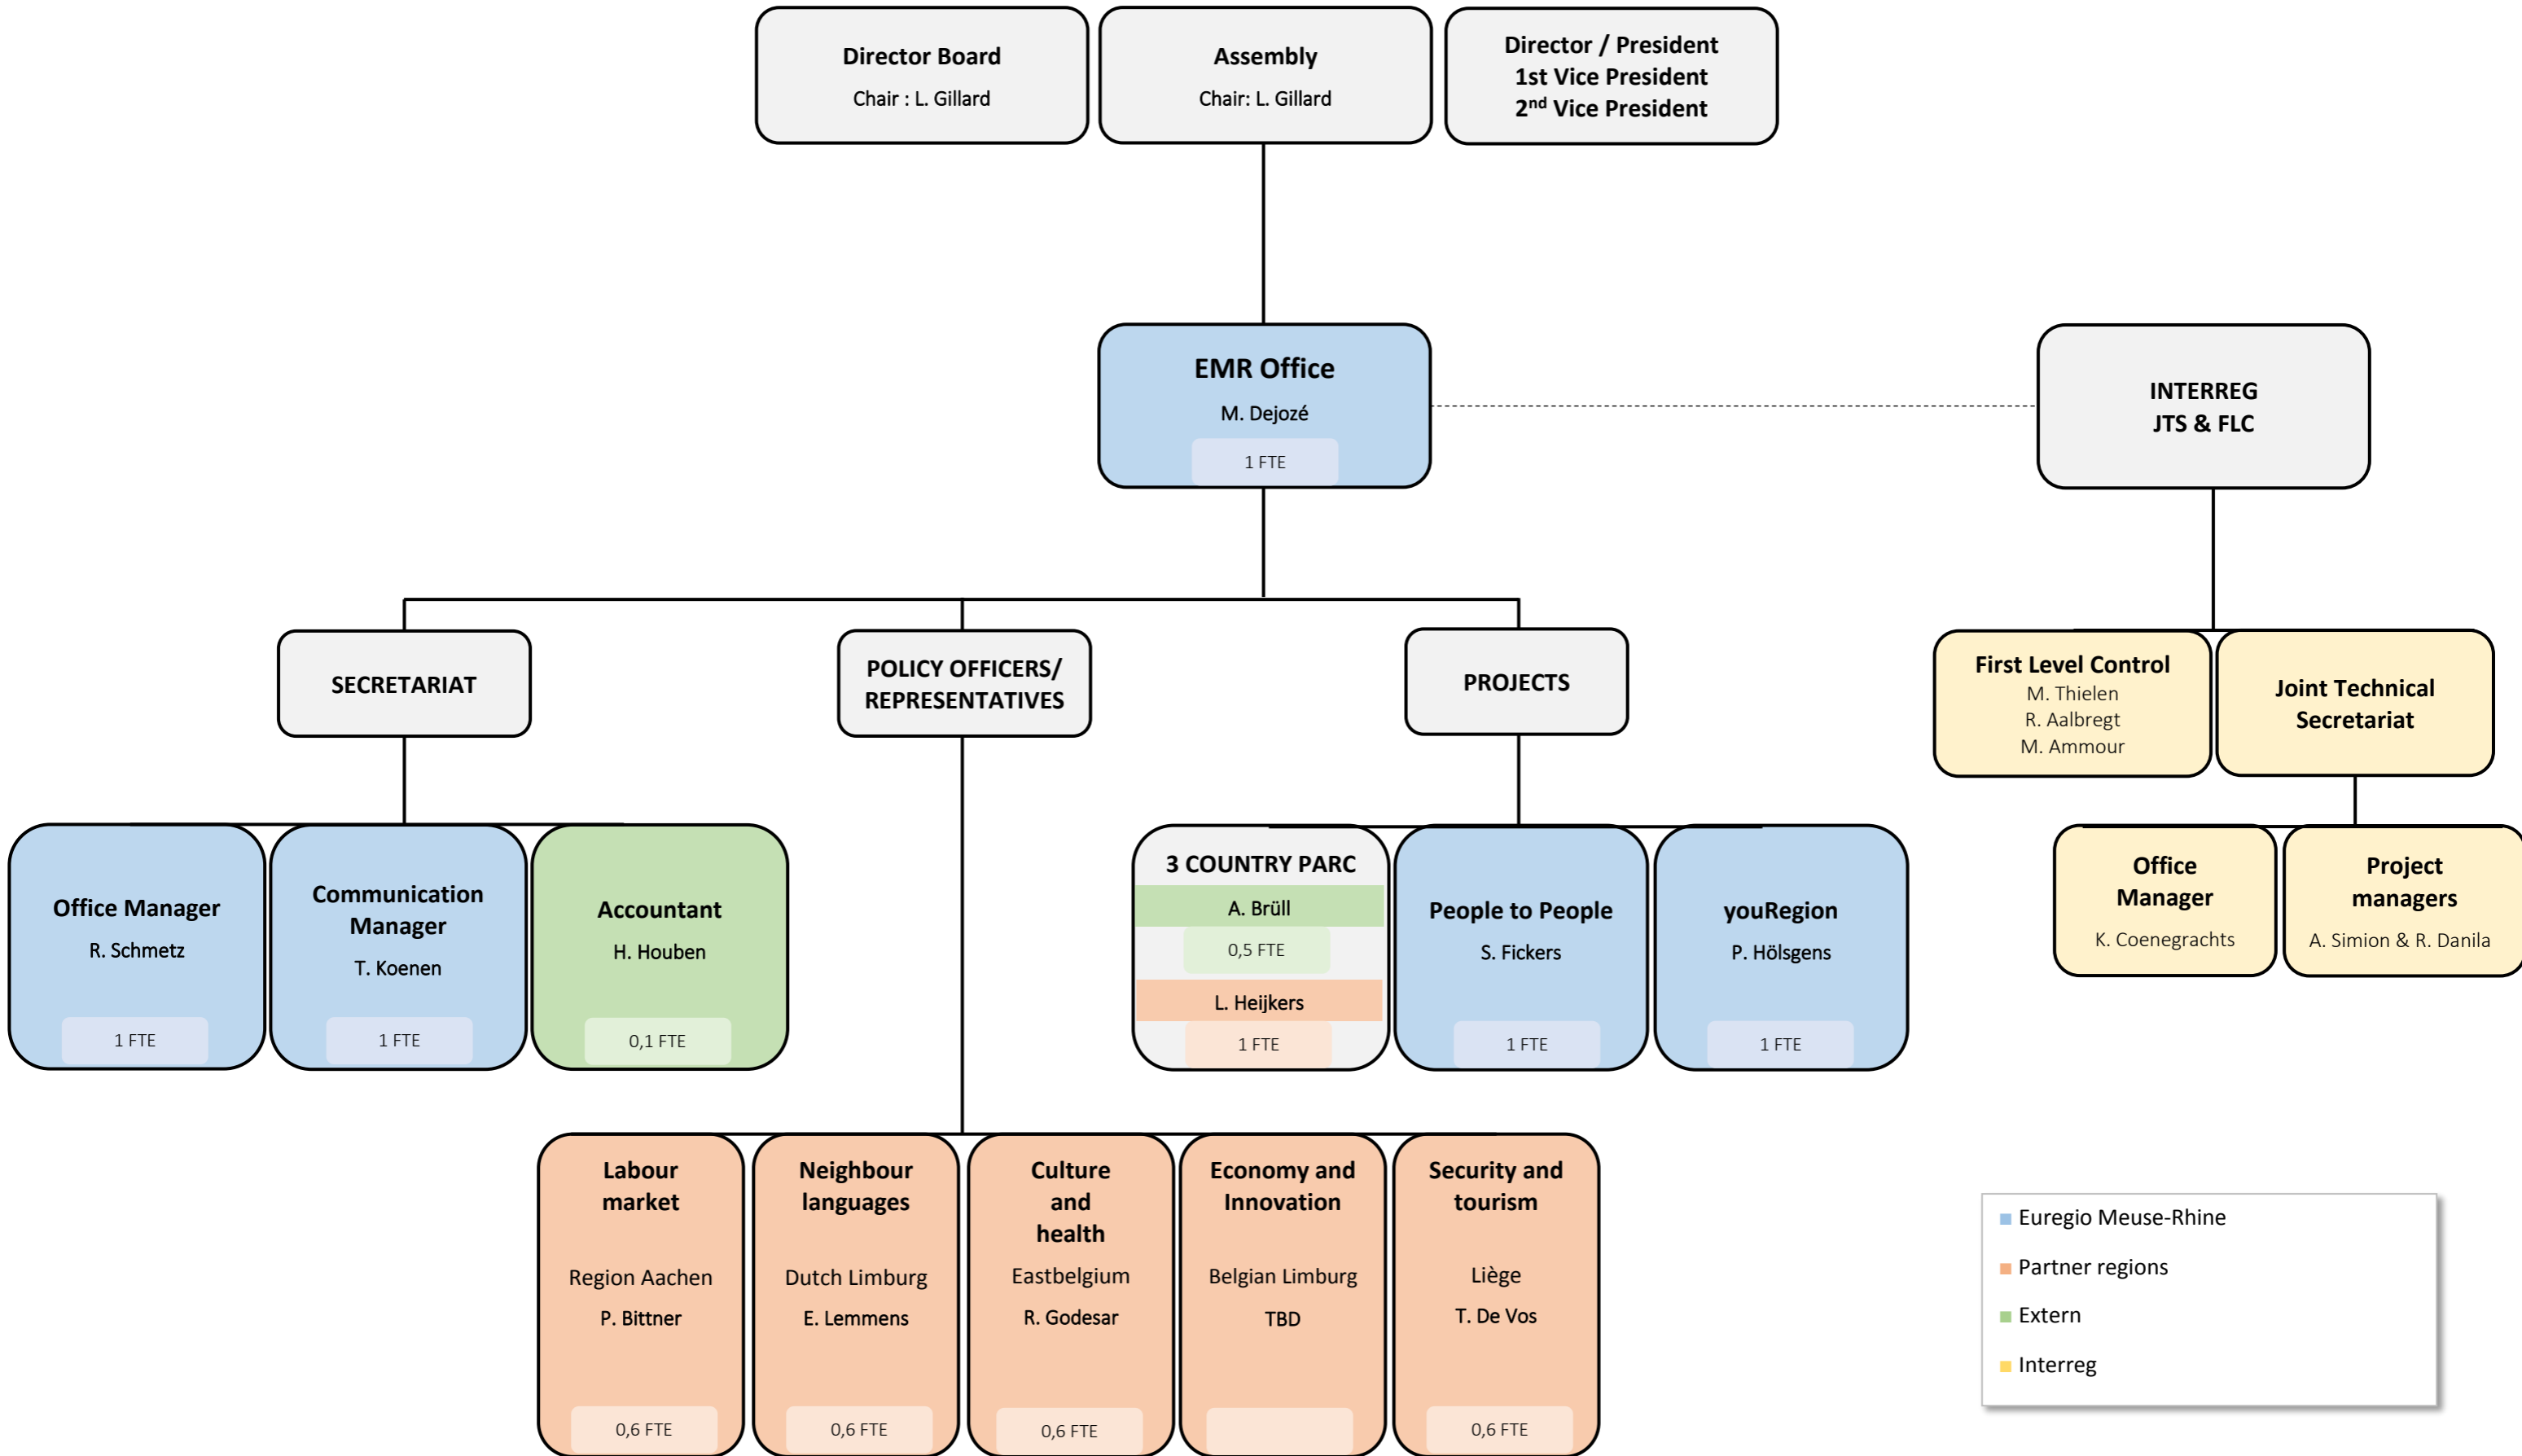 Director Board
Chair : L. Gillard
Assembly
Chair: L. Gillard
Director / President
1st Vice President
2nd Vice President
EMR Office
M. Dejozé
1 FTE
INTERREG
JTS & FLC
SECRETARIAT
POLICY OFFICERS/
REPRESENTATIVES
PROJECTS
First Level Control
M. Thielen
R. Aalbregt
M. Ammour
Joint Technical
Secretariat
Office Manager
R. Schmetz
1 FTE
Communication
Manager
T. Koenen
1 FTE
Accountant
H. Houben
0,1 FTE
3 COUNTRY PARC
A. Brüll
0,5 FTE
L. Heijkers
1 FTE
People to People
S. Fickers
1 FTE
youRegion
P. Hölsgens
1 FTE
Office
Manager
K. Coenegrachts
Project
managers
A. Simion & R. Danila
Labour
market
Region Aachen
P. Bittner
0,6 FTE
Neighbour
languages
Dutch Limburg
E. Lemmens
0,6 FTE
Culture
and
health
Eastbelgium
R. Godesar
0,6 FTE
Economy and
Innovation
Belgian Limburg
TBD
Security and
tourism
Liège
T. De Vos
0,6 FTE
Euregio Meuse-Rhine
Partner regions
Extern
Interreg